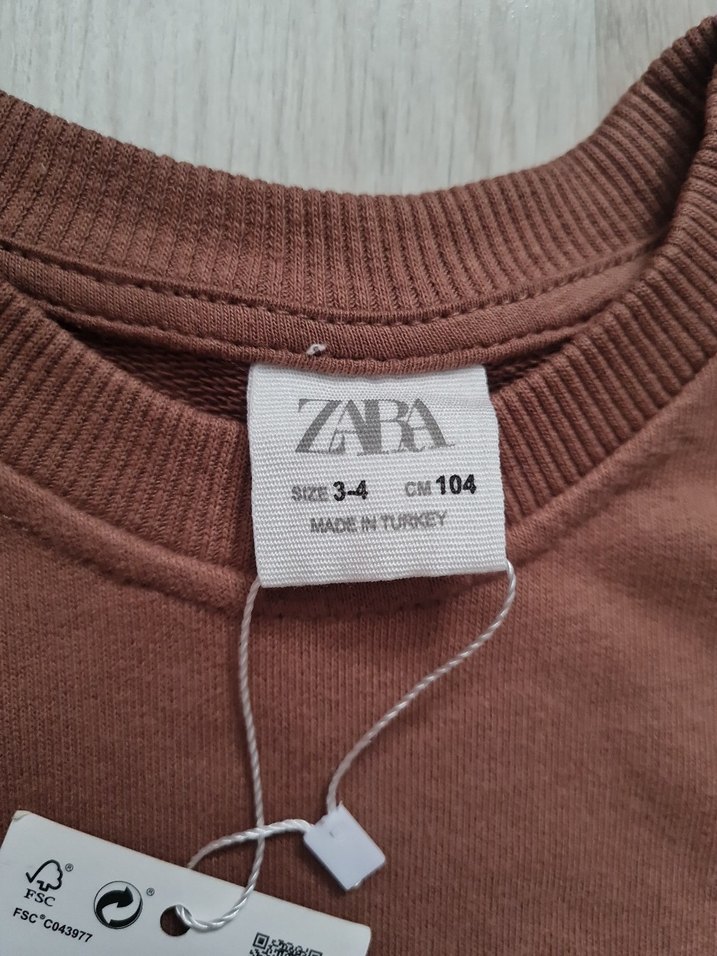 ZARA
SIZE 3-4 CM 104
MADE IN TURKEY
FSC®
FSC® C043977